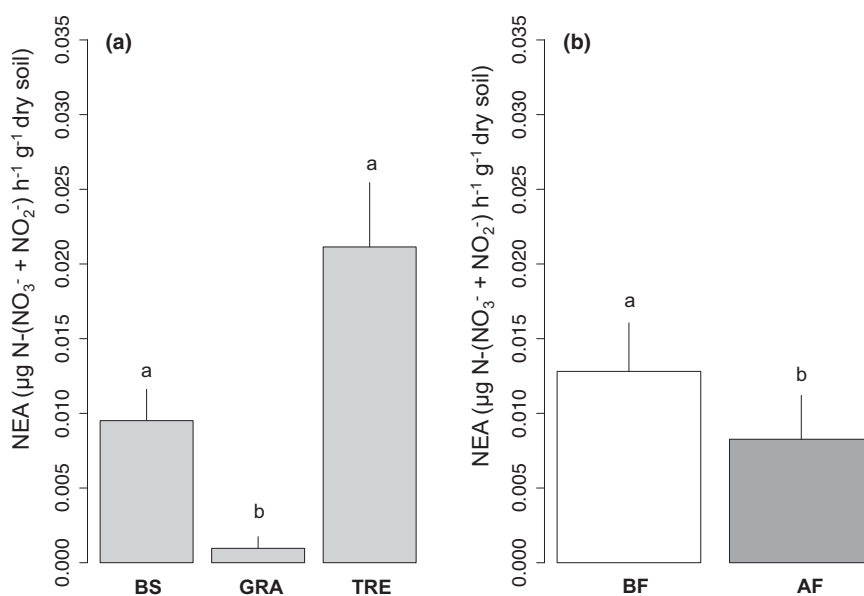 (a)
NEA (µg N-(NO₃⁻ + NO₂⁻) h⁻¹ g⁻¹ dry soil)
0.035
0.030
0.025
0.020
0.015
0.010
0.005
0.000
a
b
a
BS GRA TRE
(b)
NEA (µg N-(NO₃⁻ + NO₂⁻) h⁻¹ g⁻¹ dry soil)
0.035
0.030
0.025
0.020
0.015
0.010
0.005
0.000
a
b
BF AF